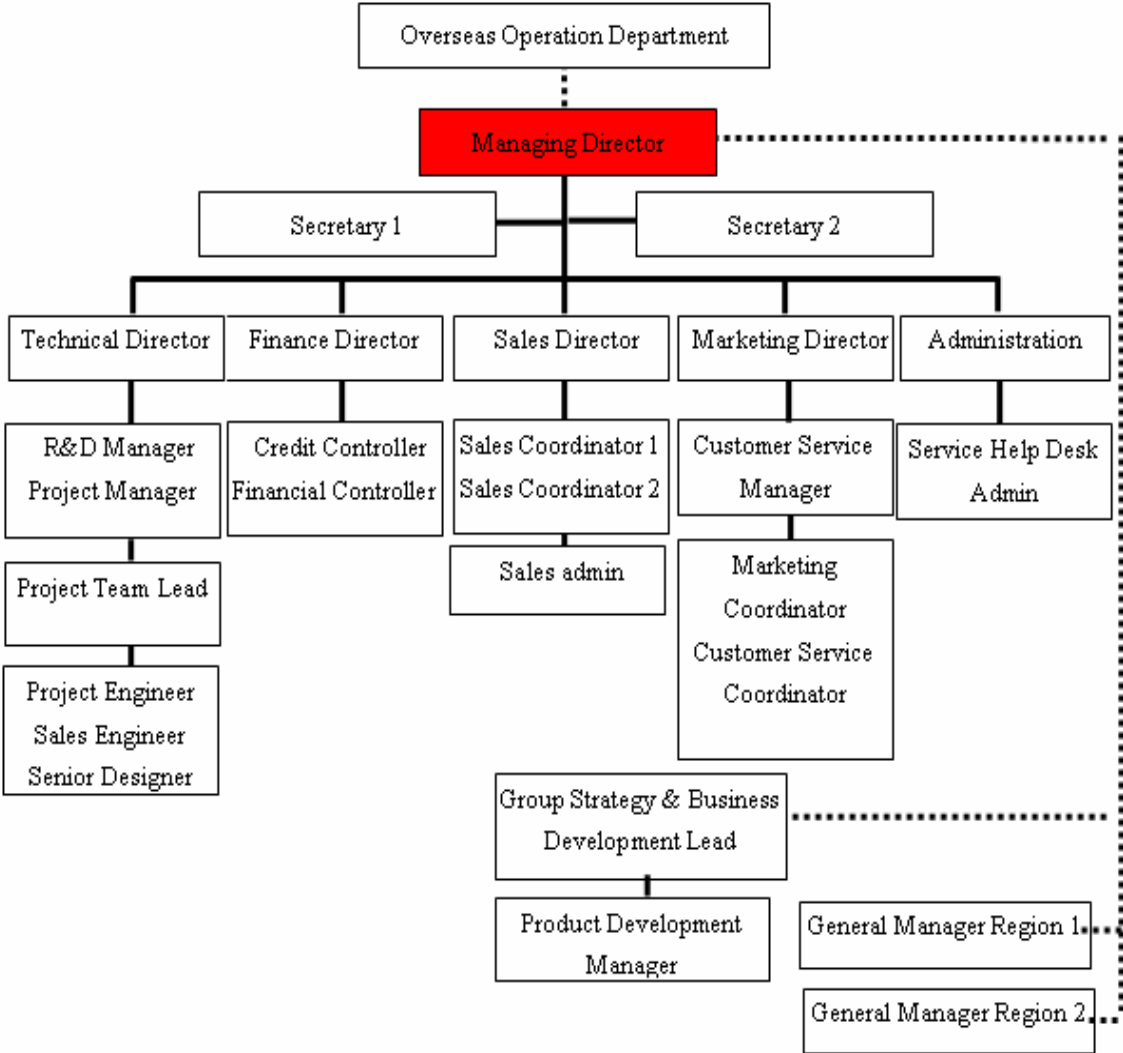 Overseas Operation Department
Managing Director
Secretary 1
Secretary 2
Technical Director
Finance Director
Sales Director
Marketing Director
Administration
R&D Manager
Project Manager
Credit Controller
Financial Controller
Sales Coordinator 1
Sales Coordinator 2
Customer Service
Manager
Service Help Desk
Admin
Project Team Lead
Sales admin
Marketing
Coordinator
Customer Service
Coordinator
Project Engineer
Sales Engineer
Senior Designer
Group Strategy & Business
Development Lead
Product Development
Manager
General Manager Region 1
General Manager Region 2